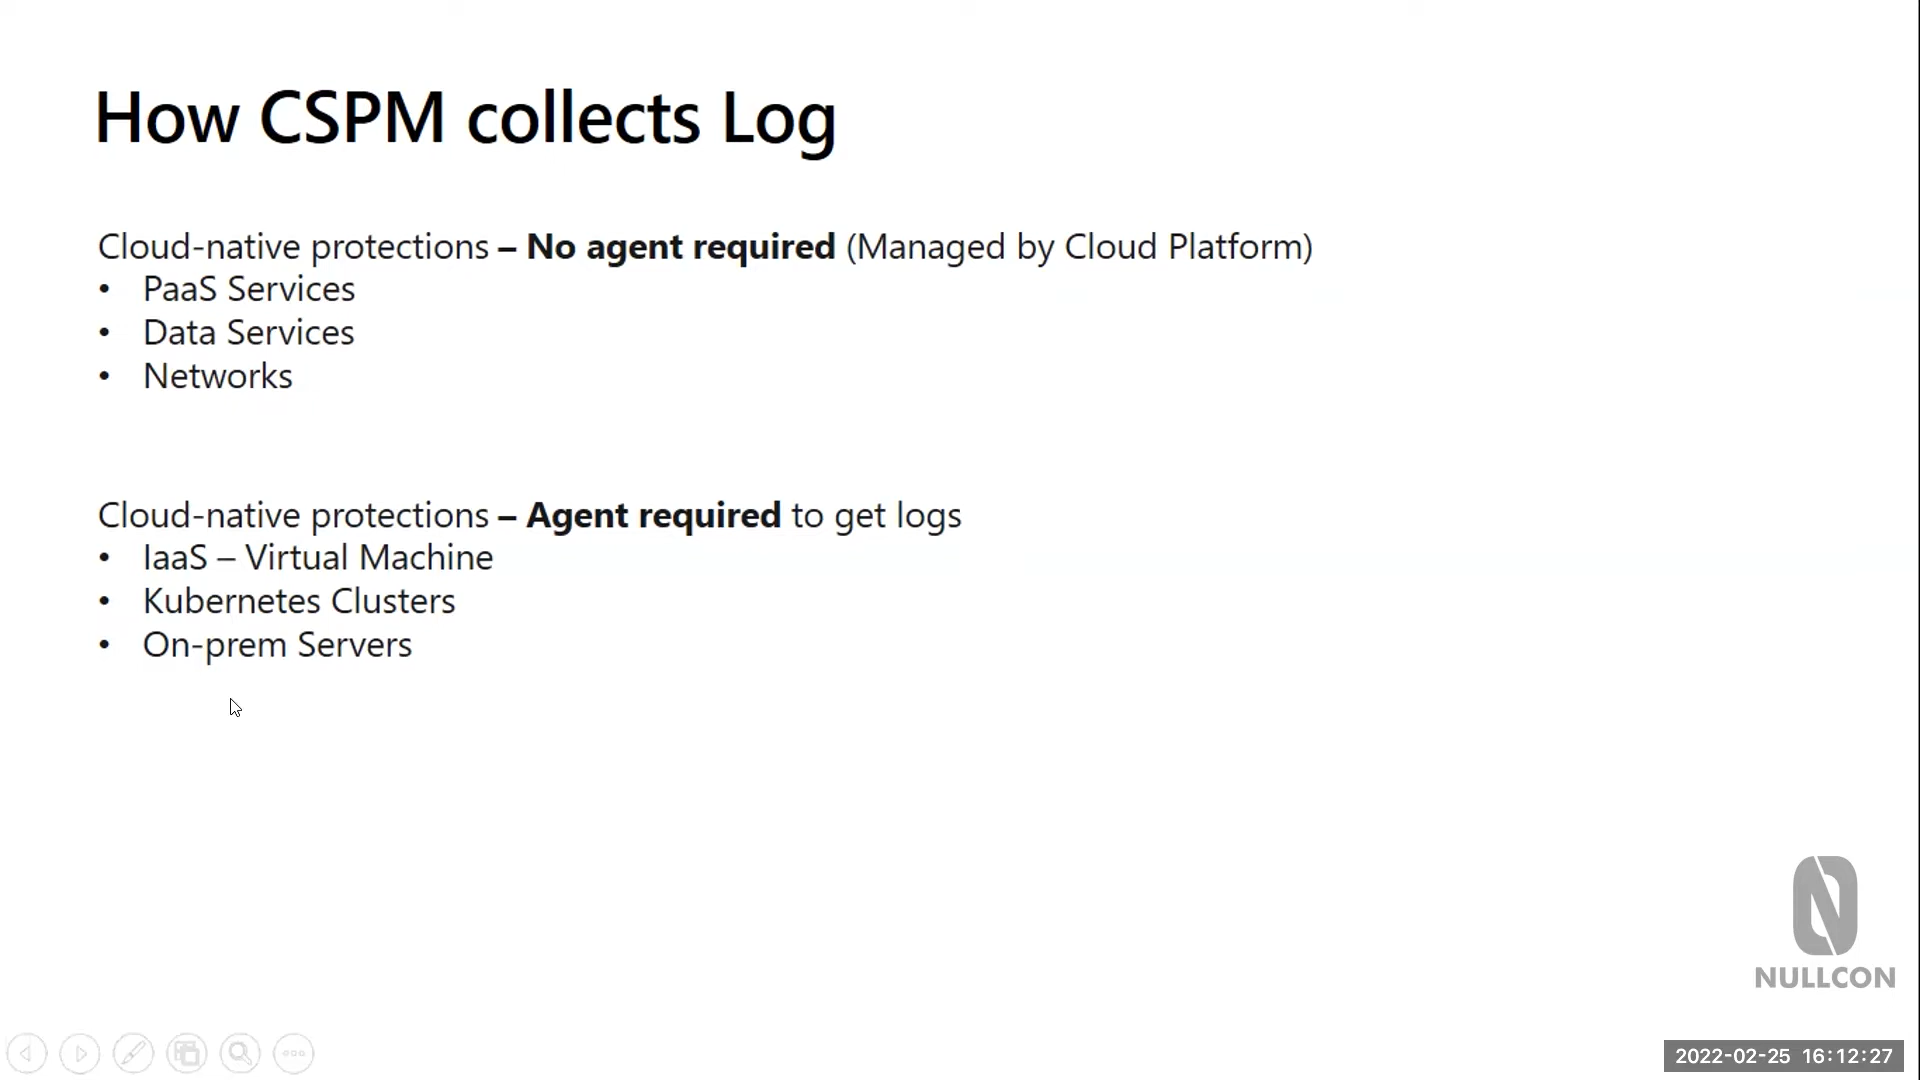 How CSPM collects Log
Cloud-native protections – No agent required (Managed by Cloud Platform)
• PaaS Services
• Data Services
• Networks
Cloud-native protections – Agent required to get logs
• IaaS – Virtual Machine
• Kubernetes Clusters
• On-prem Servers
NULLCON
2022-02-25 16:12:27